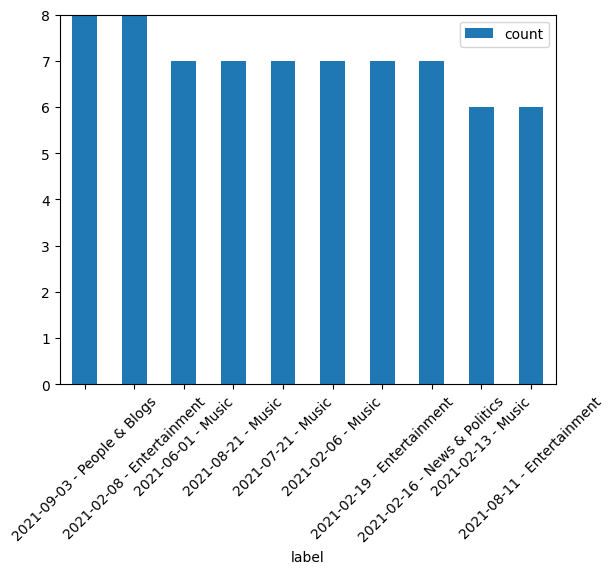 8
count
7
6
5
4
3
2
1
0
2021-09-03 - People & Blogs
2021-02-08 - Entertainment
2021-06-01 - Music
2021-08-21 - Music
2021-07-21 - Music
2021-02-06 - Music
2021-02-19 - Entertainment
2021-02-16 - News & Politics
2021-02-13 - Music
2021-08-11 - Entertainment
label